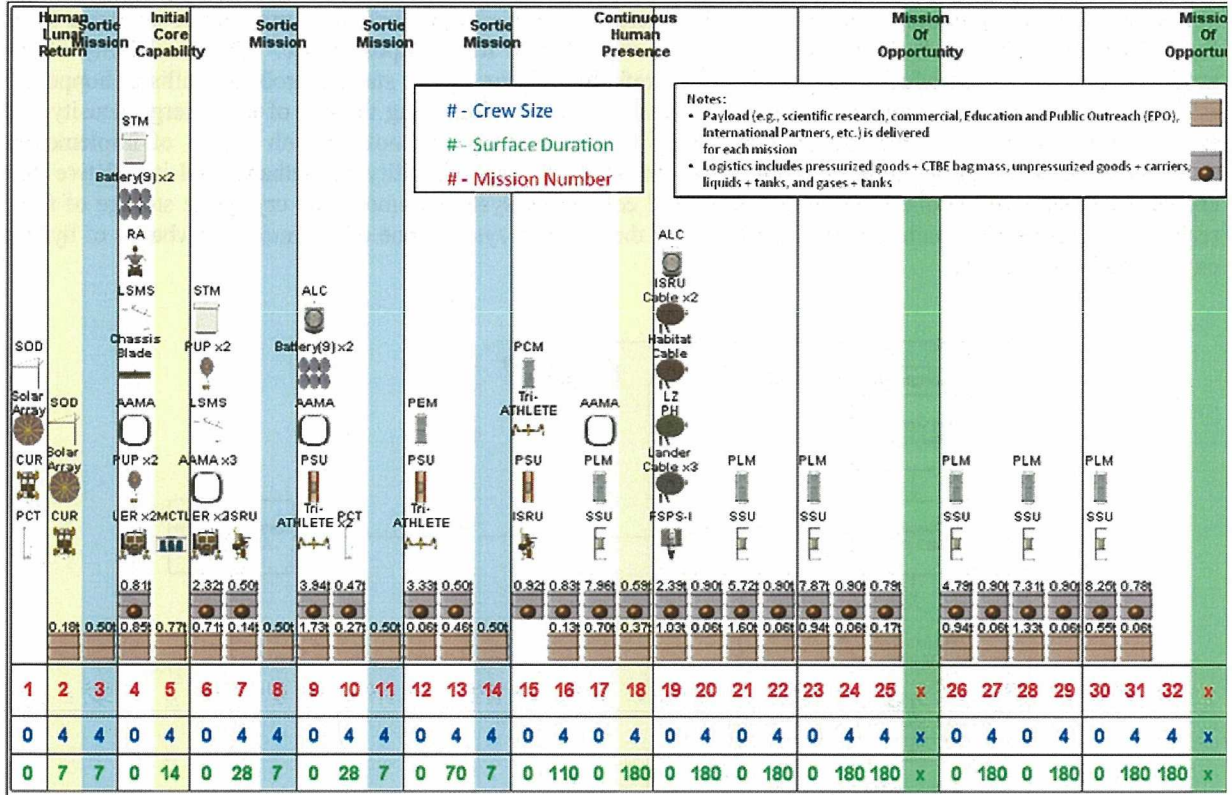 Human
Lunar
Return
Sortie
Mission
Initial
Core
Capability
Sortie
Mission
Sortie
Mission
Sortie
Mission
Continuous
Human
Presence
Mission
Of
Opportunity
Missio
Of
Opportur
# - Crew Size
# - Surface Duration
# - Mission Number
Notes:
• Payload (e.g., scientific research, commercial, Education and Public Outreach (EPO),
International Partners, etc.) is delivered
for each mission
• Logistics includes pressurized goods + CTBE bag mass, unpressurized goods + carriers,
liquids + tanks, and gases + tanks
STM
Battery(9) x2
RA
ALC
LSMS STM ALC
ISRU
Cable x2
Chassis
Blade
SOD PUP x2 Battery(9) x2 PCM
Habitat
Cable
Solar
Array
SOD AAMA LSMS AAMA PEM
Tri-
ATHLETE
AAMA
LZ
PH
CUR
Solar
Array
PUP x2 AAMA x3 PSU PSU PSU PLM
Lander
Cable x3
PLM PLM PLM PLM PLM
PCT CUR LER x2 MCT LER x2 ISRU
Tri-
ATHLETE x2
PCT
Tri-
ATHLETE
ISRU SSU FSPS-I SSU SSU SSU SSU SSU
0.81t 2.32t 0.50t 3.94t 0.47t 3.33t 0.50t 0.92t 0.83t 7.96t 0.59t 2.39t 0.90t 5.72t 0.90t 7.87t 0.90t 0.79t 4.79t 0.90t 7.31t 0.90t 8.25t 0.78t
0.18t 0.50t 0.85t 0.77t 0.71t 0.14t 0.50t 1.73t 0.27t 0.50t 0.06t 0.46t 0.50t 0.13t 0.70t 0.37t 1.03t 0.06t 1.60t 0.06t 0.94t 0.06t 0.17t 0.94t 0.06t 1.33t 0.06t 0.55t 0.06t
1 2 3 4 5 6 7 8 9 10 11 12 13 14 15 16 17 18 19 20 21 22 23 24 25 x 26 27 28 29 30 31 32 x
0 4 4 0 4 0 4 4 0 4 4 0 4 4 0 4 0 4 0 4 0 4 0 4 4 x 0 4 0 4 0 4 4 x
0 7 7 0 14 0 28 7 0 28 7 0 70 7 0 110 0 180 0 180 0 180 0 180 180 x 0 180 0 180 0 180 180 x